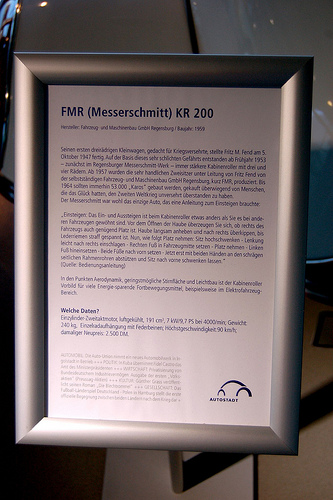 FMR (Messerschmitt) KR 200
Hersteller: Fahrzeug- und Maschinenbau GmbH Regensburg / Baujahr: 1959
Seinen ersten dreirädrigen Kleinwagen, gedacht für Kriegsversehrte, stellte Fritz M. Fend am 5.
Oktober 1947 fertig. Auf der Basis dieses sehr schlichten Gefährts entstanden ab Frühjahr 1953
– zunächst im Regensburger Messerschmitt-Werk – immer stärkere Kabinenroller mit drei und
vier Rädern. Ab 1957 wurden die sehr handlichen Zweisitzer unter Leitung von Fritz Fend von
der selbstständigen Fahrzeug- und Maschinenbau GmbH Regensburg, kurz FMR, produziert. Bis
1964 sollten immerhin 53.000 „Karos" gebaut werden, gekauft überwiegend von Menschen,
die das Glück hatten, den Zweiten Weltkrieg unversehrt überstanden zu haben.
Der Messerschmitt war wohl das einzige Auto, das eine Anleitung zum Einsteigen brauchte:
„Einsteigen: Das Ein- und Aussteigen ist beim Kabinenroller etwas anders als Sie es bei ande-
ren Fahrzeugen gewöhnt sind. Vor dem Öffnen der Haube überzeugen Sie sich, ob rechts des
Fahrzeugs auch genügend Platz ist. Haube langsam anheben und nach rechts überkippen, bis
Lederriemen straff gespannt ist. Nun, wie folgt Platz nehmen: Sitz hochschwenken - Lenkung
leicht nach rechts einschlagen - Rechten Fuß in Fahrzeugmitte setzen - Platz nehmen - Linken
Fuß hineinsetzen - Beide Füße nach vorn setzen - Jetzt erst mit beiden Händen an den schrägen
seitlichen Rahmenrohren abstützen und Sitz nach vorne schwenken lassen."
(Quelle: Bedienungsanleitung)
In den Punkten Aerodynamik, geringstmögliche Stirnfläche und Leichtbau ist der Kabinenroller
Vorbild für viele Energie-sparende Fortbewegungsmittel, beispielsweise im Elektrofahrzeug-
Bereich.
Welche Daten?
Einzylinder-Zweitaktmotor, luftgekühlt, 191 cm³, 7 kW/9,7 PS bei 4000/min; Gewicht:
240 kg, Einzelradaufhängung mit Federbeinen; Höchstgeschwindigkeit 90 km/h;
damaliger Neupreis: 2.500 DM.
AUTOSTADT